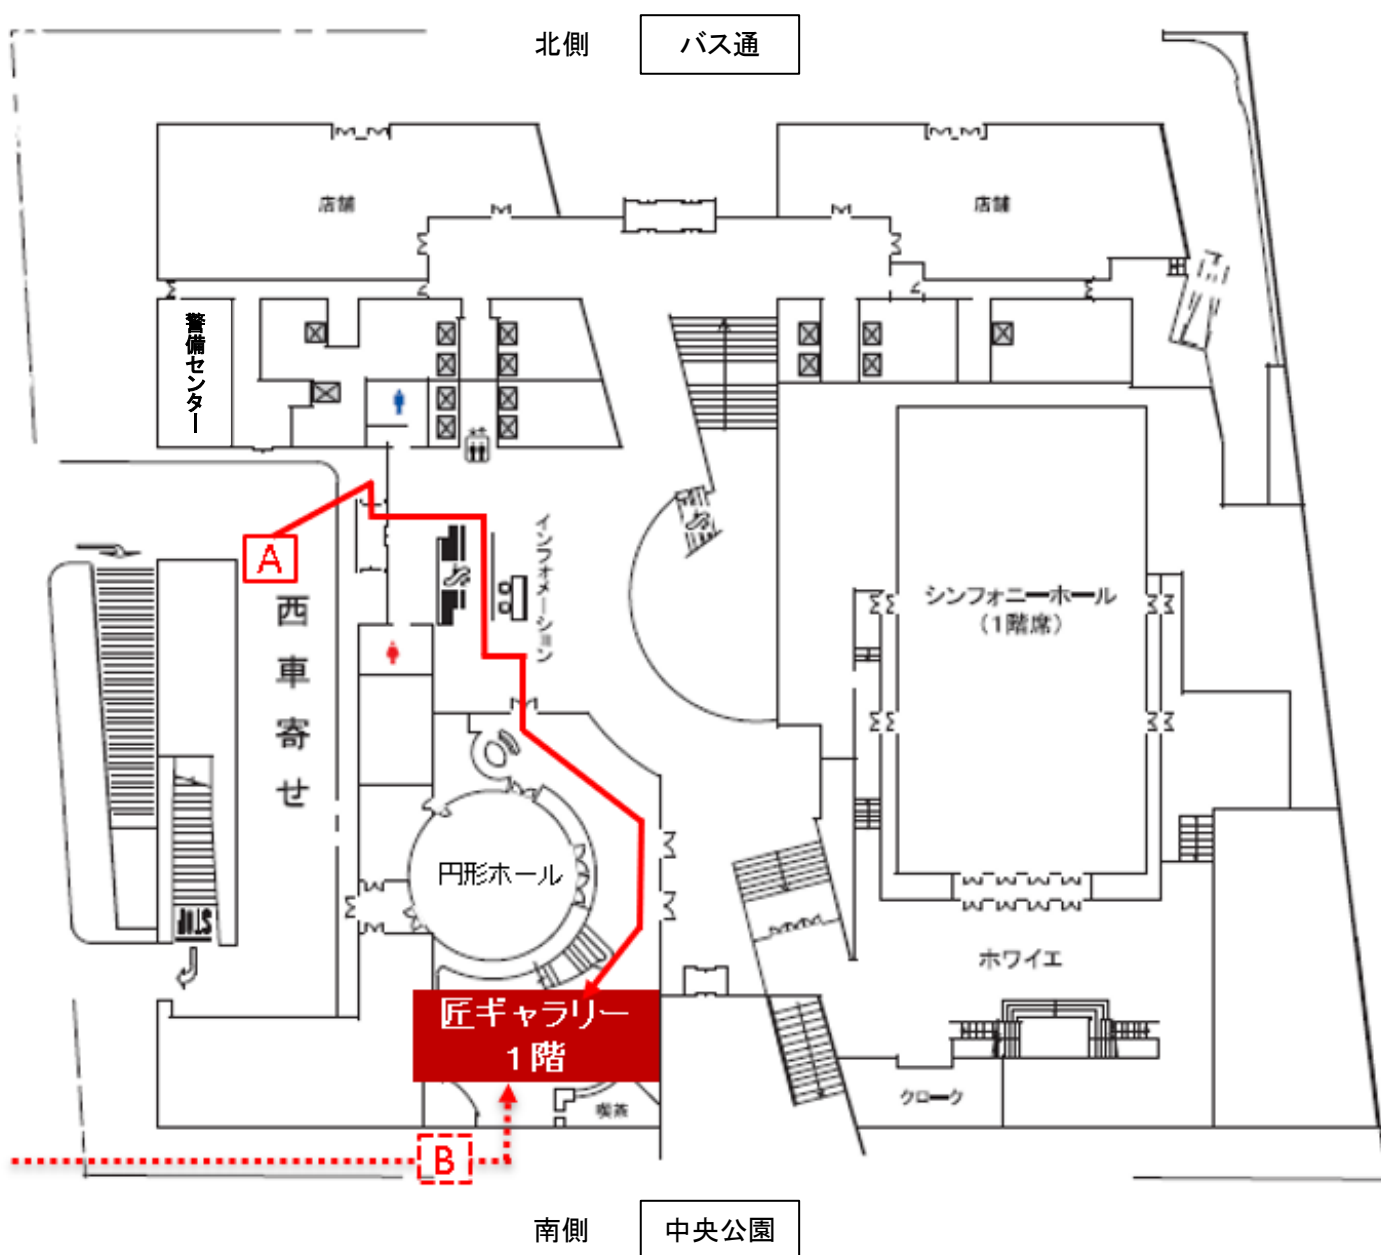 北側
バス通
店舗
店舗
警備センター
A
インフォメーション
西車寄せ
シンフォニーホール
（1階席）
円形ホール
STOP
ホワイエ
匠ギャラリー
１階
喫茶
クローク
B
南側
中央公園